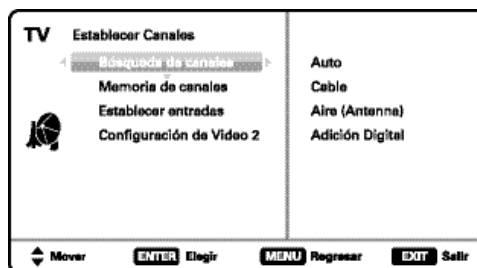 TV
Establecer Canales
Búsqueda de canales
Memoria de canales
Establecer entradas
Configuración de Video 2
Auto
Cable
Aire (Antenna)
Adición Digital
Mover ENTER Elegir MENU Regresar EXIT Salir